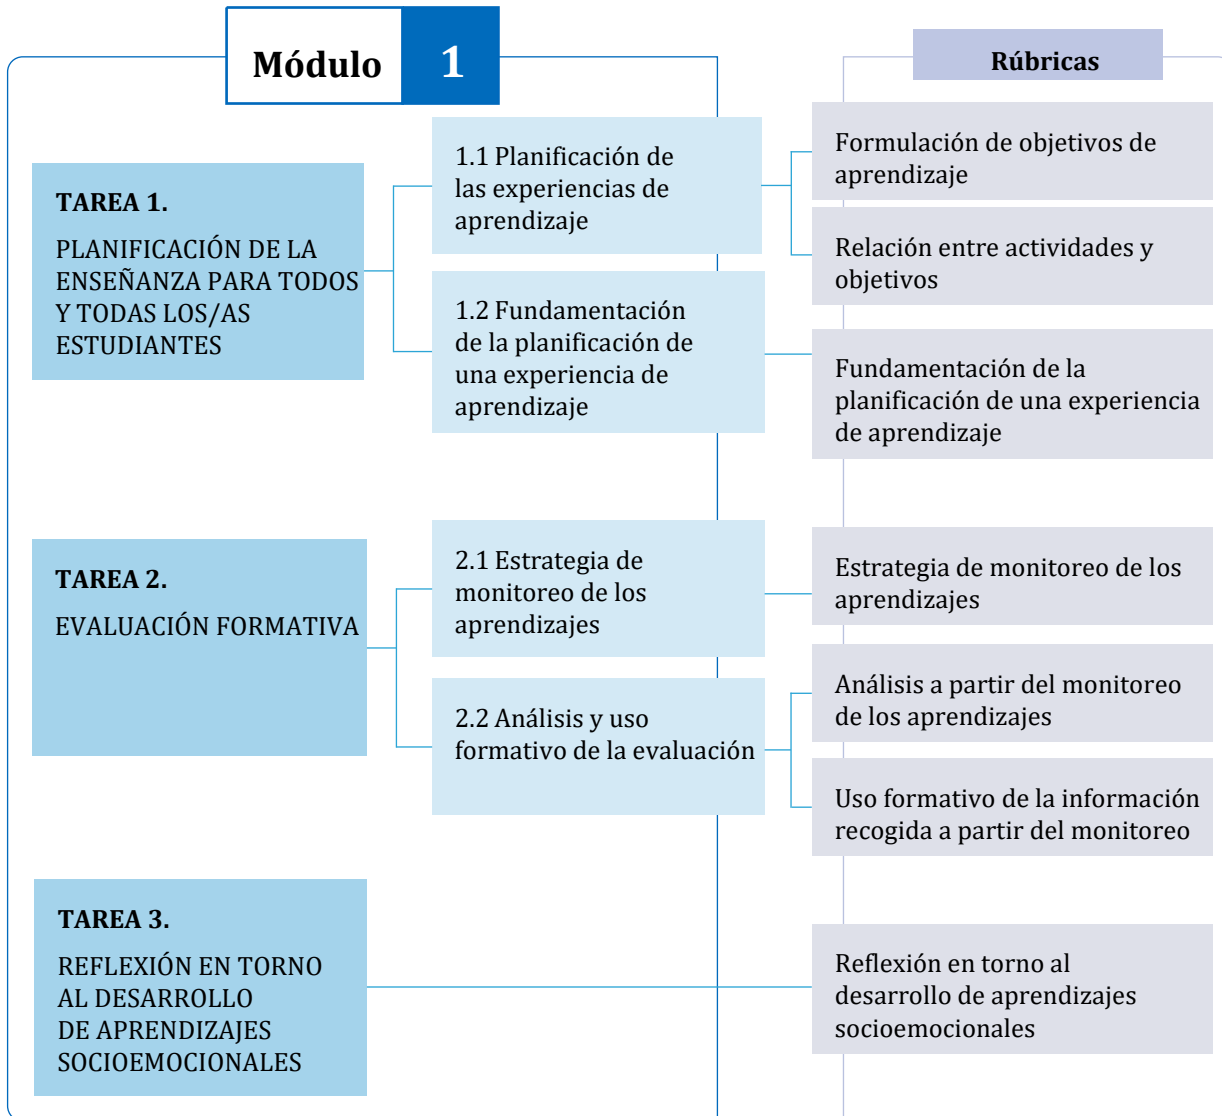 Módulo 1
Rúbricas
TAREA 1.
PLANIFICACIÓN DE LA
ENSEÑANZA PARA TODOS
Y TODAS LOS/AS
ESTUDIANTES
1.1 Planificación de
las experiencias de
aprendizaje
Formulación de objetivos de
aprendizaje
Relación entre actividades y
objetivos
1.2 Fundamentación
de la planificación de
una experiencia de
aprendizaje
Fundamentación de la
planificación de una experiencia
de aprendizaje
TAREA 2.
EVALUACIÓN FORMATIVA
2.1 Estrategia de
monitoreo de los
aprendizajes
Estrategia de monitoreo de los
aprendizajes
2.2 Análisis y uso
formativo de la evaluación
Análisis a partir del monitoreo
de los aprendizajes
Uso formativo de la información
recogida a partir del monitoreo
TAREA 3.
REFLEXIÓN EN TORNO
AL DESARROLLO
DE APRENDIZAJES
SOCIOEMOCIONALES
Reflexión en torno al
desarrollo de aprendizajes
socioemocionales